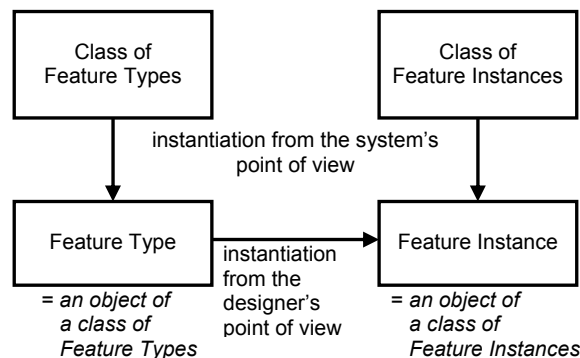 Class of
Feature Types
Class of
Feature Instances
instantiation from the system's
point of view
Feature Type
Feature Instance
instantiation
from the
designer's
point of view
= an object of
a class of
Feature Types
= an object of
a class of
Feature Instances